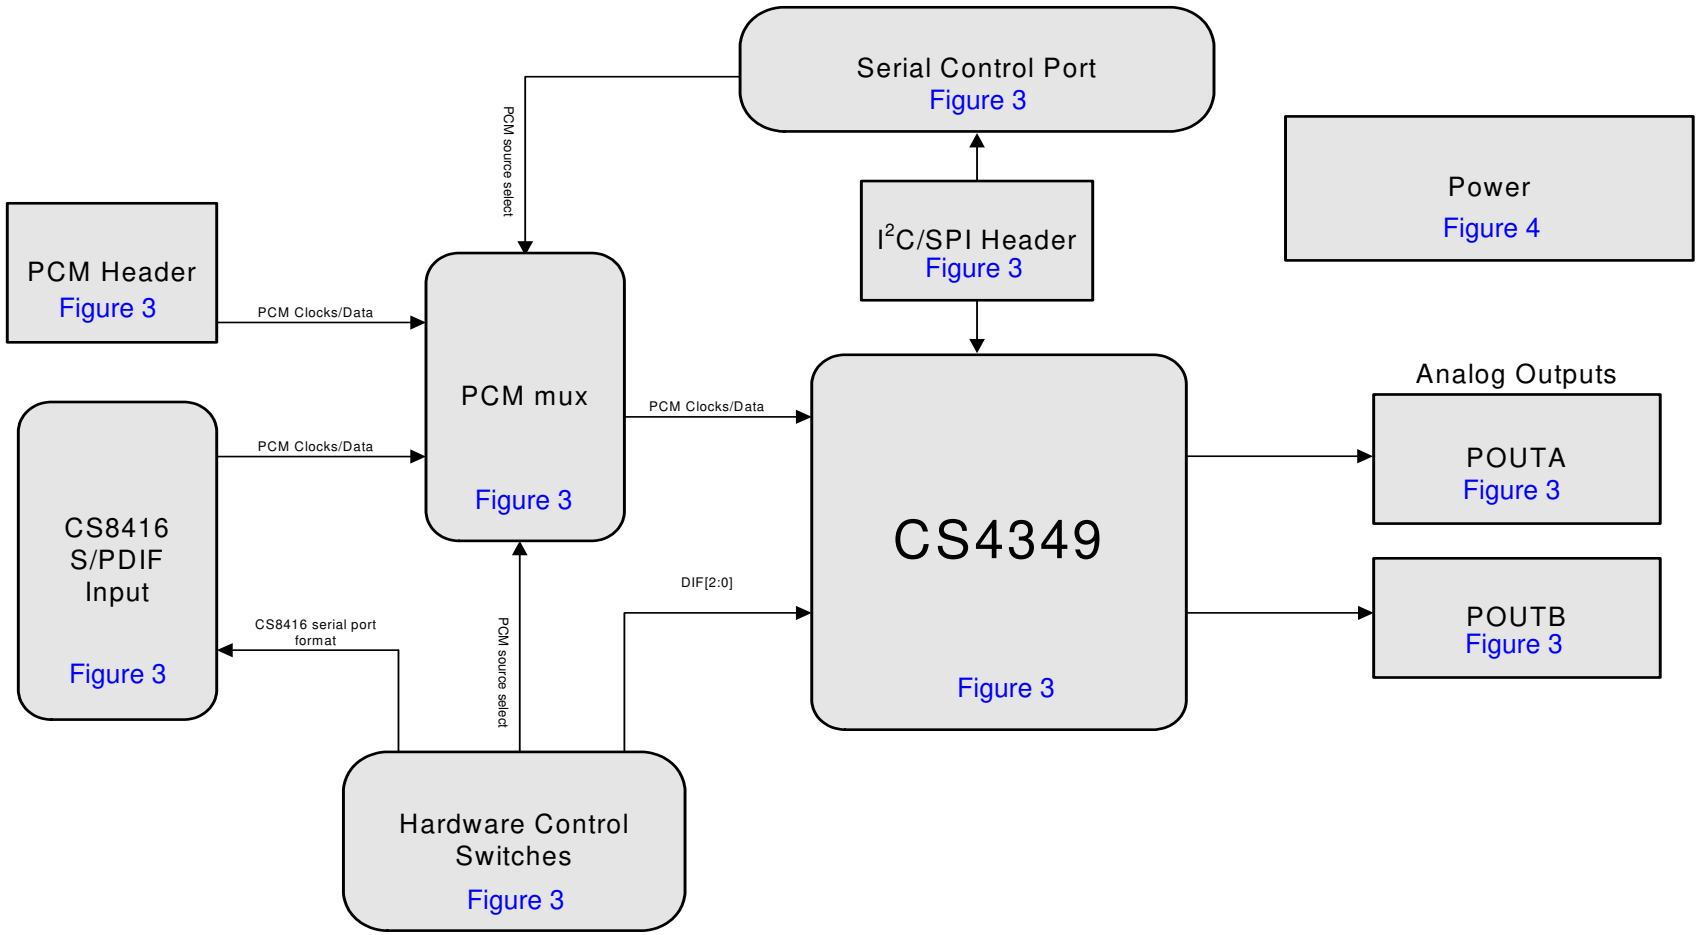 Serial Control Port
Figure 3
PCM source select
Power
Figure 4
I²C/SPI Header
Figure 3
PCM Header
Figure 3
PCM Clocks/Data
PCM mux
Figure 3
PCM Clocks/Data
PCM Clocks/Data
CS8416
S/PDIF
Input
Figure 3
CS4349
Figure 3
Analog Outputs
POUTA
Figure 3
POUTB
Figure 3
DIF[2:0]
CS8416 serial port
format
PCM source select
Hardware Control
Switches
Figure 3